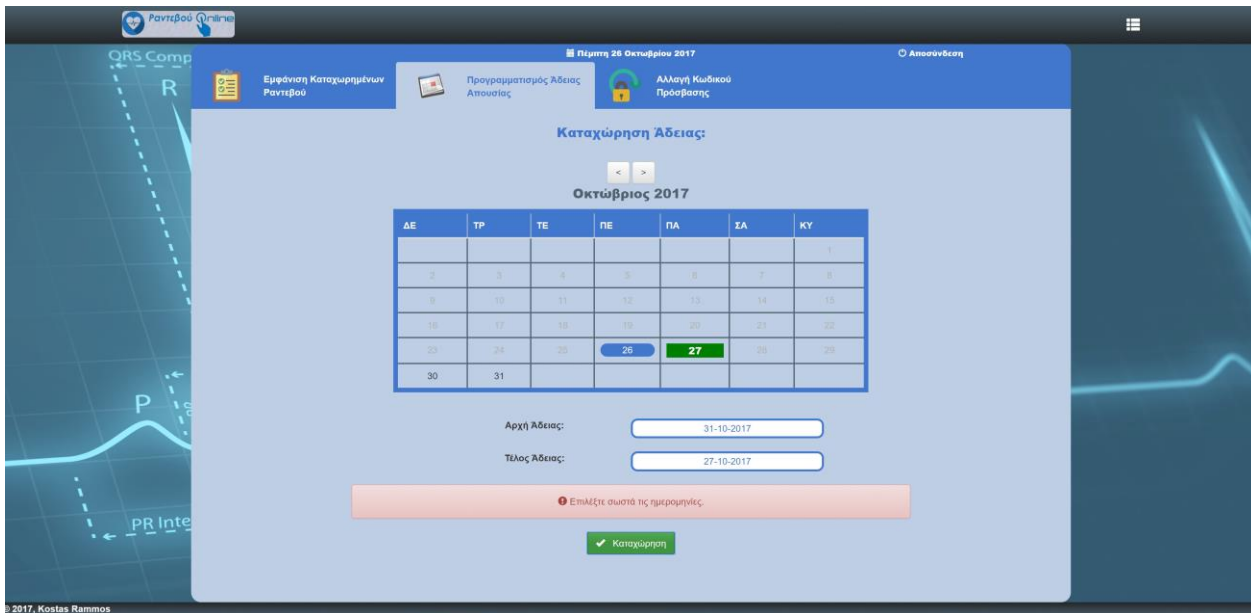 Ραντεβού Online
QRS Comp
R
Πέμπτη 26 Οκτωβρίου 2017
Αποσύνδεση
Εμφάνιση Καταχωρημένων
Ραντεβού
Προγραμματισμός Άδειας
Απουσίας
Αλλαγή Κωδικού
Πρόσβασης
Καταχώρηση Άδειας:
< >
Οκτώβριος 2017
ΔΕ ΤΡ ΤΕ ΠΕ ΠΑ ΣΑ ΚΥ
1
2 3 4 5 6 7 8
9 10 11 12 13 14 15
16 17 18 19 20 21 22
23 24 25 26 27 28 29
30 31
P
Αρχή Άδειας: 31-10-2017
Τέλος Άδειας: 27-10-2017
Επιλέξτε σωστά τις ημερομηνίες.
PR Inte
Καταχώρηση
© 2017, Kostas Rammos